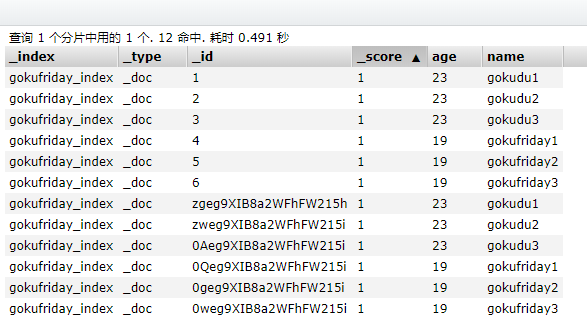 查询 1 个分片中用的 1 个. 12 命中. 耗时 0.491 秒
_index _type _id _score ▲ age name
gokufriday_index _doc 1 1 23 gokudu1
gokufriday_index _doc 2 1 23 gokudu2
gokufriday_index _doc 3 1 23 gokudu3
gokufriday_index _doc 4 1 19 gokufriday1
gokufriday_index _doc 5 1 19 gokufriday2
gokufriday_index _doc 6 1 19 gokufriday3
gokufriday_index _doc zgeg9XIB8a2WFhFW215h 1 23 gokudu1
gokufriday_index _doc zweg9XIB8a2WFhFW215i 1 23 gokudu2
gokufriday_index _doc 0Aeg9XIB8a2WFhFW215i 1 23 gokudu3
gokufriday_index _doc 0Qeg9XIB8a2WFhFW215i 1 19 gokufriday1
gokufriday_index _doc 0geg9XIB8a2WFhFW215i 1 19 gokufriday2
gokufriday_index _doc 0weg9XIB8a2WFhFW215i 1 19 gokufriday3